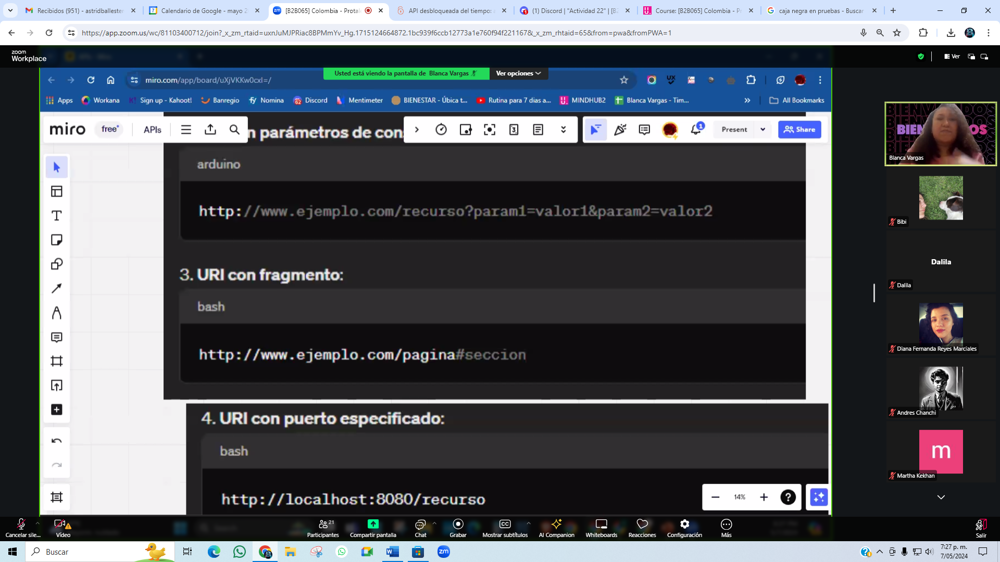 Recibidos (951) - astridballester
Calendario de Google - mayo 2
[B2B065] Colombia - Protale
API desbloqueada del tiempo: a
(1) Discord | "Actividad 22" | [B2
Course: [B2B065] Colombia - Pr
caja negra en pruebas - Buscar
https://app.zoom.us/wc/81103400712/join?_x_zm_rtaid=uxnJuMJPRiac8BPMmYv_Hg.1715124664872.1bc939f6ccb12773a1e760f94f221167&_x_zm_rhtaid=65&from=pwa&fromPWA=1
zoom
Workplace
Ver
Usted está viendo la pantalla de Blanca Vargas
Ver opciones
miro.com/app/board/uXjVKKw0cxI=/
Apps
Workana
Sign up - Kahoot!
Banregio
Nomina
Discord
Mentimeter
BIENESTAR - Úbica t...
Rutina para 7 dias a...
MINDHUB2
Blanca Vargas - Tim...
All Bookmarks
miro
free
APIs
n parámetros de con
Present
Share
arduino
http://www.ejemplo.com/recurso?param1=valor1&param2=valor2
3. URI con fragmento:
bash
http://www.ejemplo.com/pagina#seccion
4. URI con puerto especificado:
bash
http://localhost:8080/recurso
14%
Blanca Vargas
Bibi
Dalila
Dalila
Diana Fernanda Reyes Marciales
Andres Chanchi
m
Martha Kekhan
Cancelar sile...
Vídeo
21
Participantes
Compartir pantalla
Chat
Grabar
Mostrar subtítulos
AI Companion
Whiteboards
Reacciones
Configuración
Más
Salir
Buscar
7:27 p. m.
7/05/2024